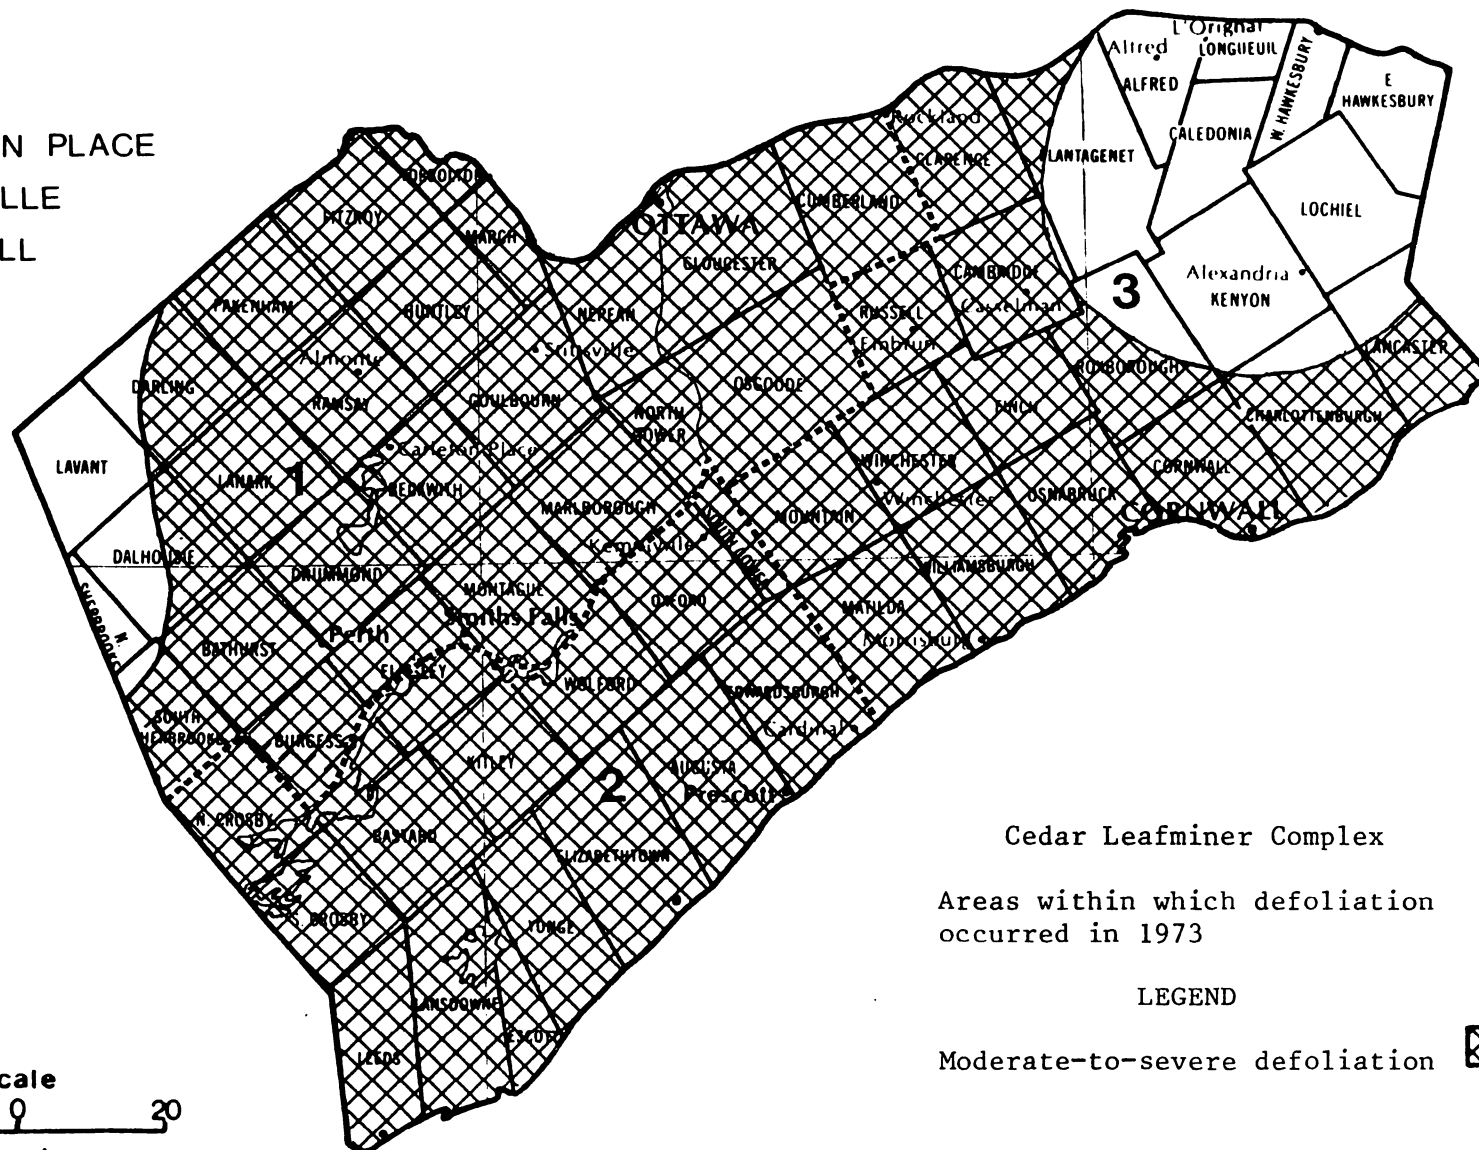 N PLACE
LLE
LL
L'Orignal
Alfred
LONGUEUIL
ALFRED
W. HAWKESBURY
E
HAWKESBURY
CALEDONIA
PLANTAGENET
LOCHIEL
Alexandria
KENYON
3
Rockland
CLARENCE
CUMBERLAND
OTTAWA
GLOUCESTER
CAMBRIDGE
Casselman
RUSSELL
Embrun
ROXBOROUGH
LANCASTER
CHARLOTTENBURGH
FINCH
CORNWALL
CORNWALL
OSNABRUCK
WINCHESTER
Winchester
MOUNTAIN
WILLIAMSBURGH
MATILDA
Morrisburg
OSGOODE
NORTH
GOWER
SOUTH GOWER
TORBOLTON
FITZROY
MARCH
PAKENHAM
HUNTLEY
NEPEAN
Stittsville
Almonte
RAMSAY
GOULBOURN
DARLING
LAVANT
LANARK
1
Carleton Place
BECKWITH
MARLBOROUGH
Kemptville
DALHOUSIE
DRUMMOND
MONTAGUE
OXFORD
N.
SHERBROOKE
BATHURST
Perth
Smiths Falls
ELMSLEY
WOLFORD
EDWARDSBURGH
Cardinal
SOUTH
SHERBROOKE
BURGESS
KITLEY
AUGUSTA
Prescott
2
N. CROSBY
BASTARD
ELIZABETHTOWN
S. CROSBY
YONGE
LANSDOWNE
ESCOTT
LEEDS
Cedar Leafminer Complex
Areas within which defoliation
occurred in 1973
LEGEND
Moderate-to-severe defoliation
cale
0 20